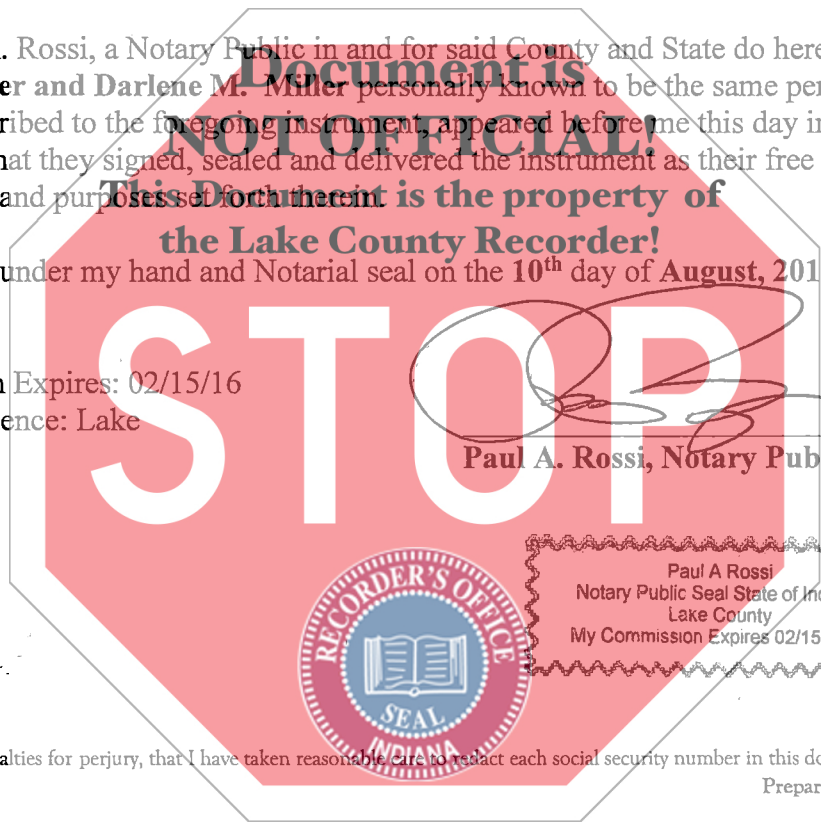 . Rossi, a Notary Public in and for said County and State do here
Document is
er and Darlene M. Miller personally known to be the same per
ribed to the foregoing instrument, appeared before me this day in
NOT OFFICIAL!
hat they signed, sealed and delivered the instrument as their free
and purposes set forth therein.
This Document is the property of
the Lake County Recorder!
under my hand and Notarial seal on the 10th day of August, 201
STOP
n Expires: 02/15/16
ence: Lake
Paul A. Rossi, Notary Pub
Paul A Rossi
Notary Public Seal State of Ind
Lake County
My Commission Expires 02/15
RECORDER'S OFFICE
SEAL
INDIANA
alties for perjury, that I have taken reasonable care to redact each social security number in this do
Prepar